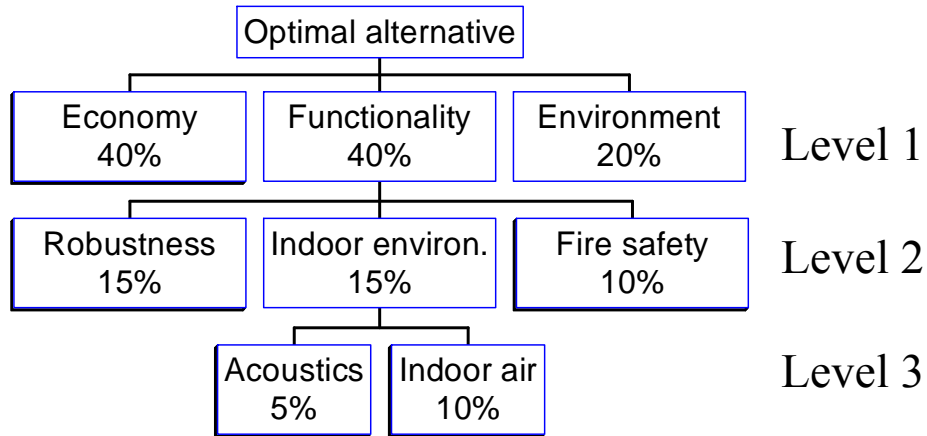 Optimal alternative
Economy
40%
Functionality
40%
Environment
20%
Level 1
Robustness
15%
Indoor environ.
15%
Fire safety
10%
Level 2
Acoustics
5%
Indoor air
10%
Level 3